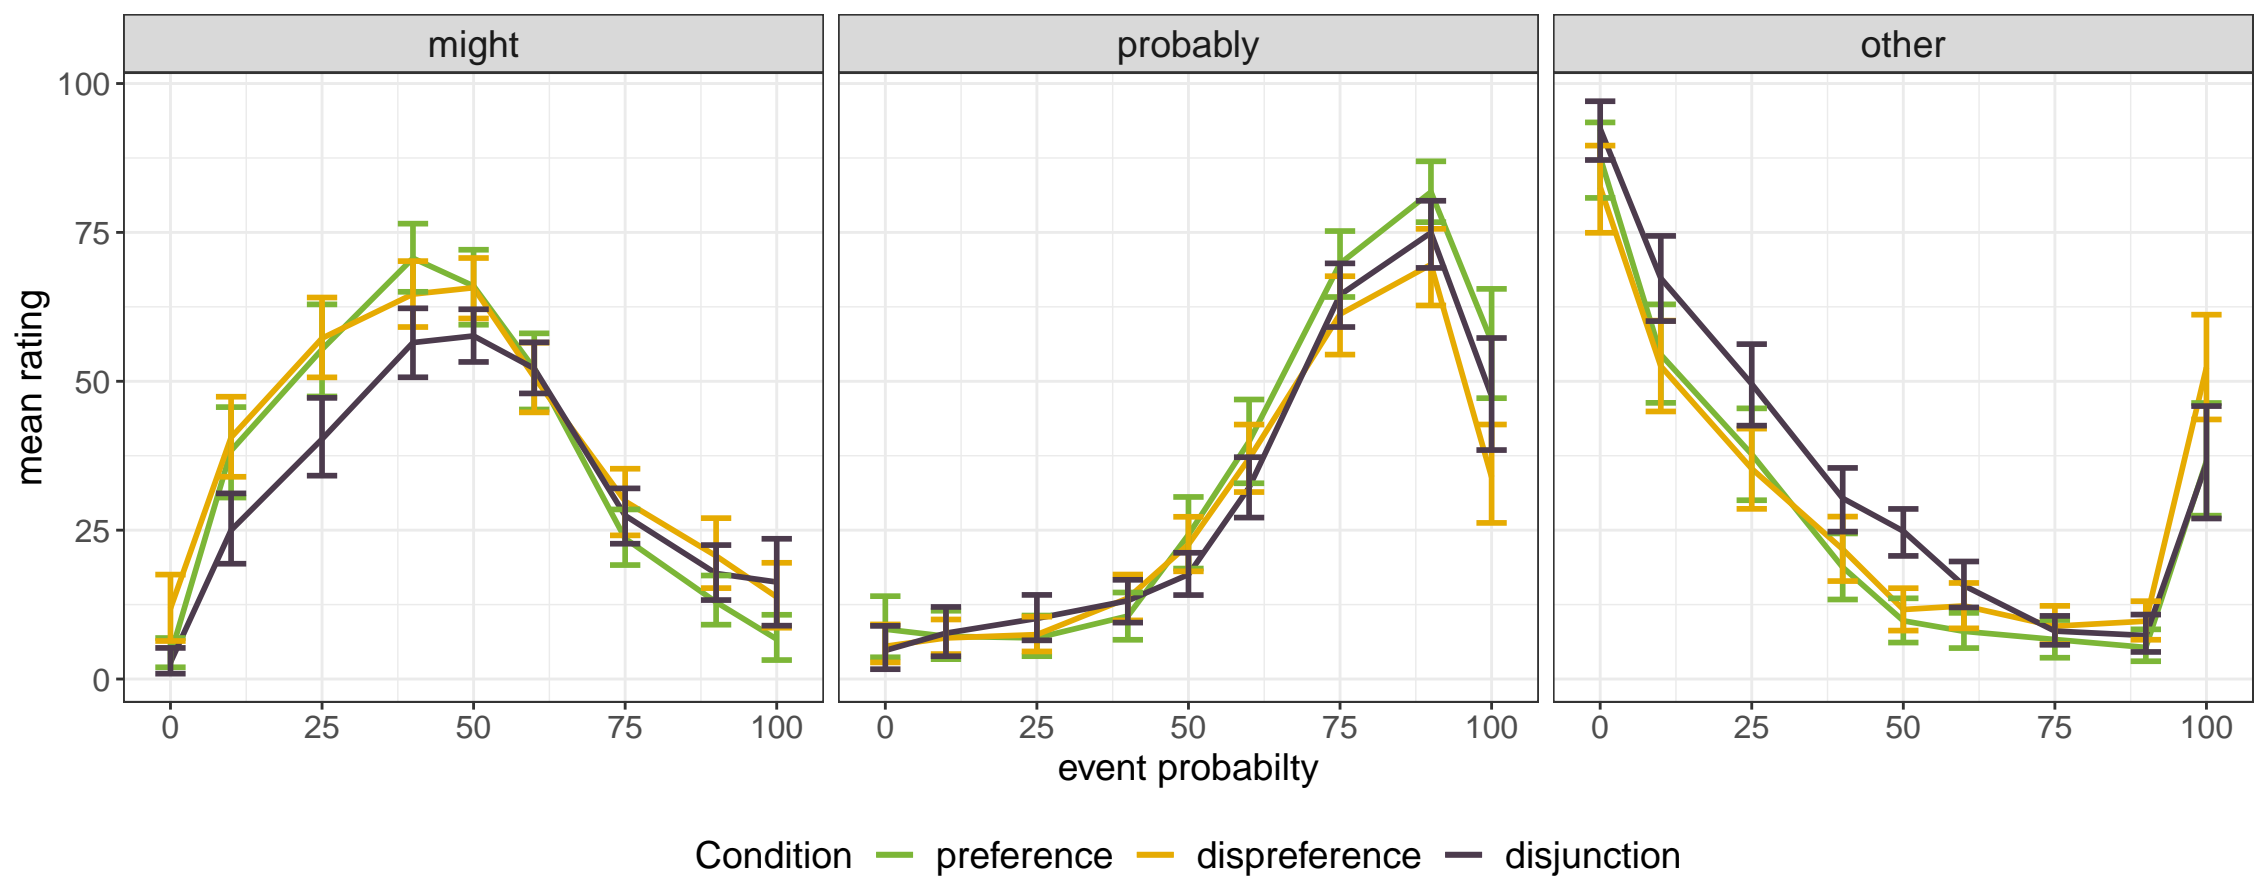 might probably other
100
75
50
25
0
mean rating
0 25 50 75 100 0 25 50 75 100 0 25 50 75 100
event probabilty
Condition preference dispreference disjunction